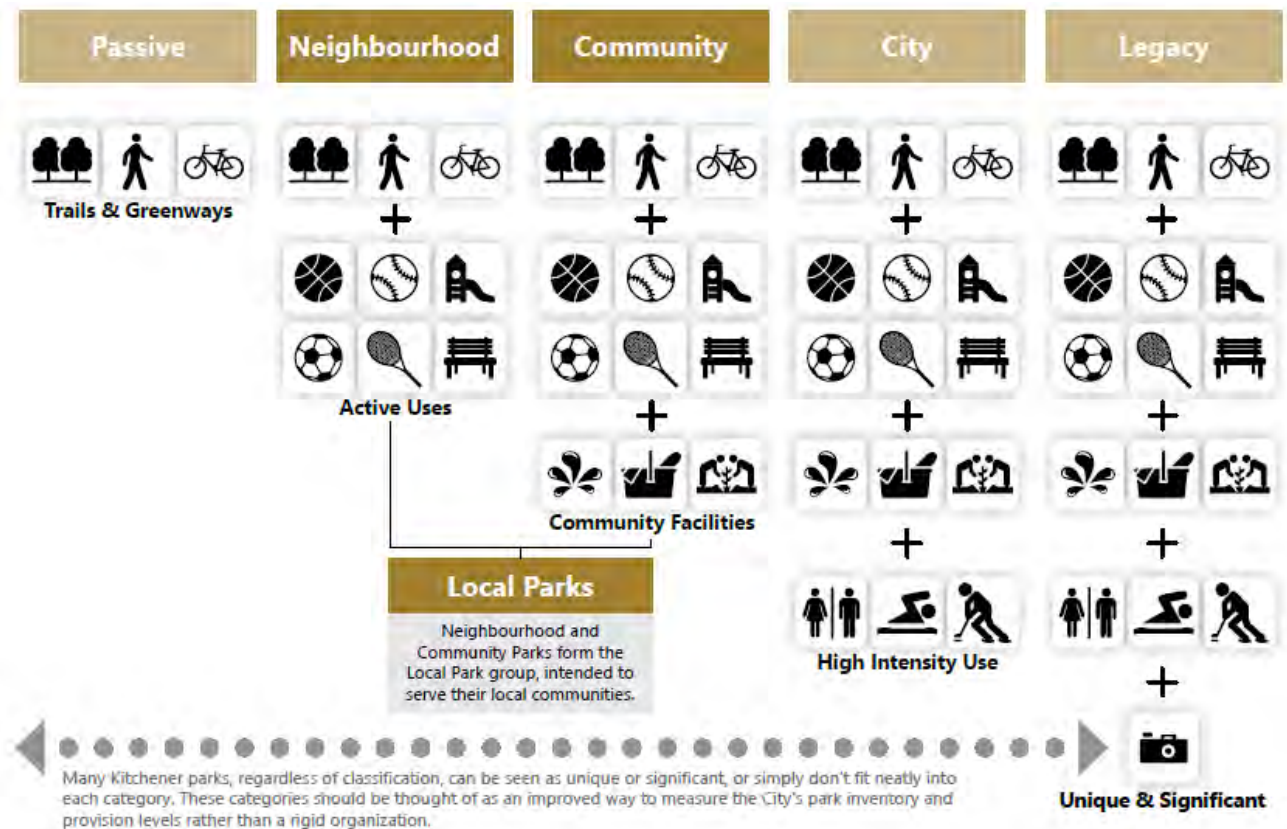 Passive
Neighbourhood
Community
City
Legacy
Trails & Greenways
Active Uses
Community Facilities
Local Parks
Neighbourhood and
Community Parks form the
Local Park group, intended to
serve their local communities.
High Intensity Use
Many Kitchener parks, regardless of classification, can be seen as unique or significant, or simply don't fit neatly into
each category. These categories should be thought of as an improved way to measure the City's park inventory and
provision levels rather than a rigid organization.
Unique & Significant